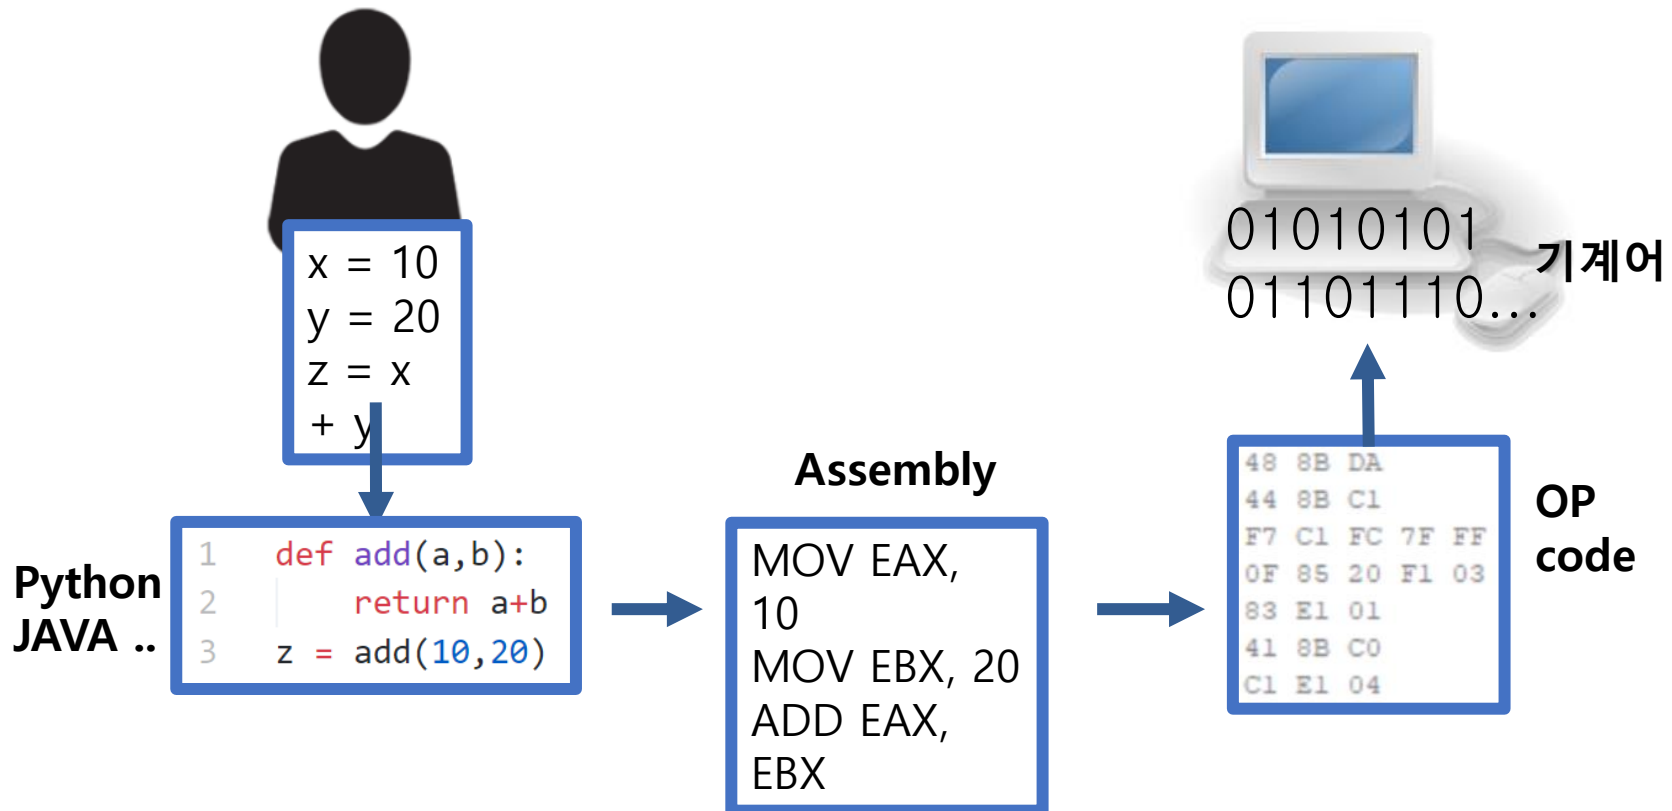 x = 10
y = 20
z = x
+ y
Python
JAVA ..
1 def add(a,b):
2 return a+b
3 z = add(10,20)
Assembly
MOV EAX,
10
MOV EBX, 20
ADD EAX,
EBX
48 8B DA
44 8B C1
F7 C1 FC 7F FF
0F 85 20 F1 03
83 E1 01
41 8B C0
C1 E1 04
OP
code
01010101
01101110...
기계어